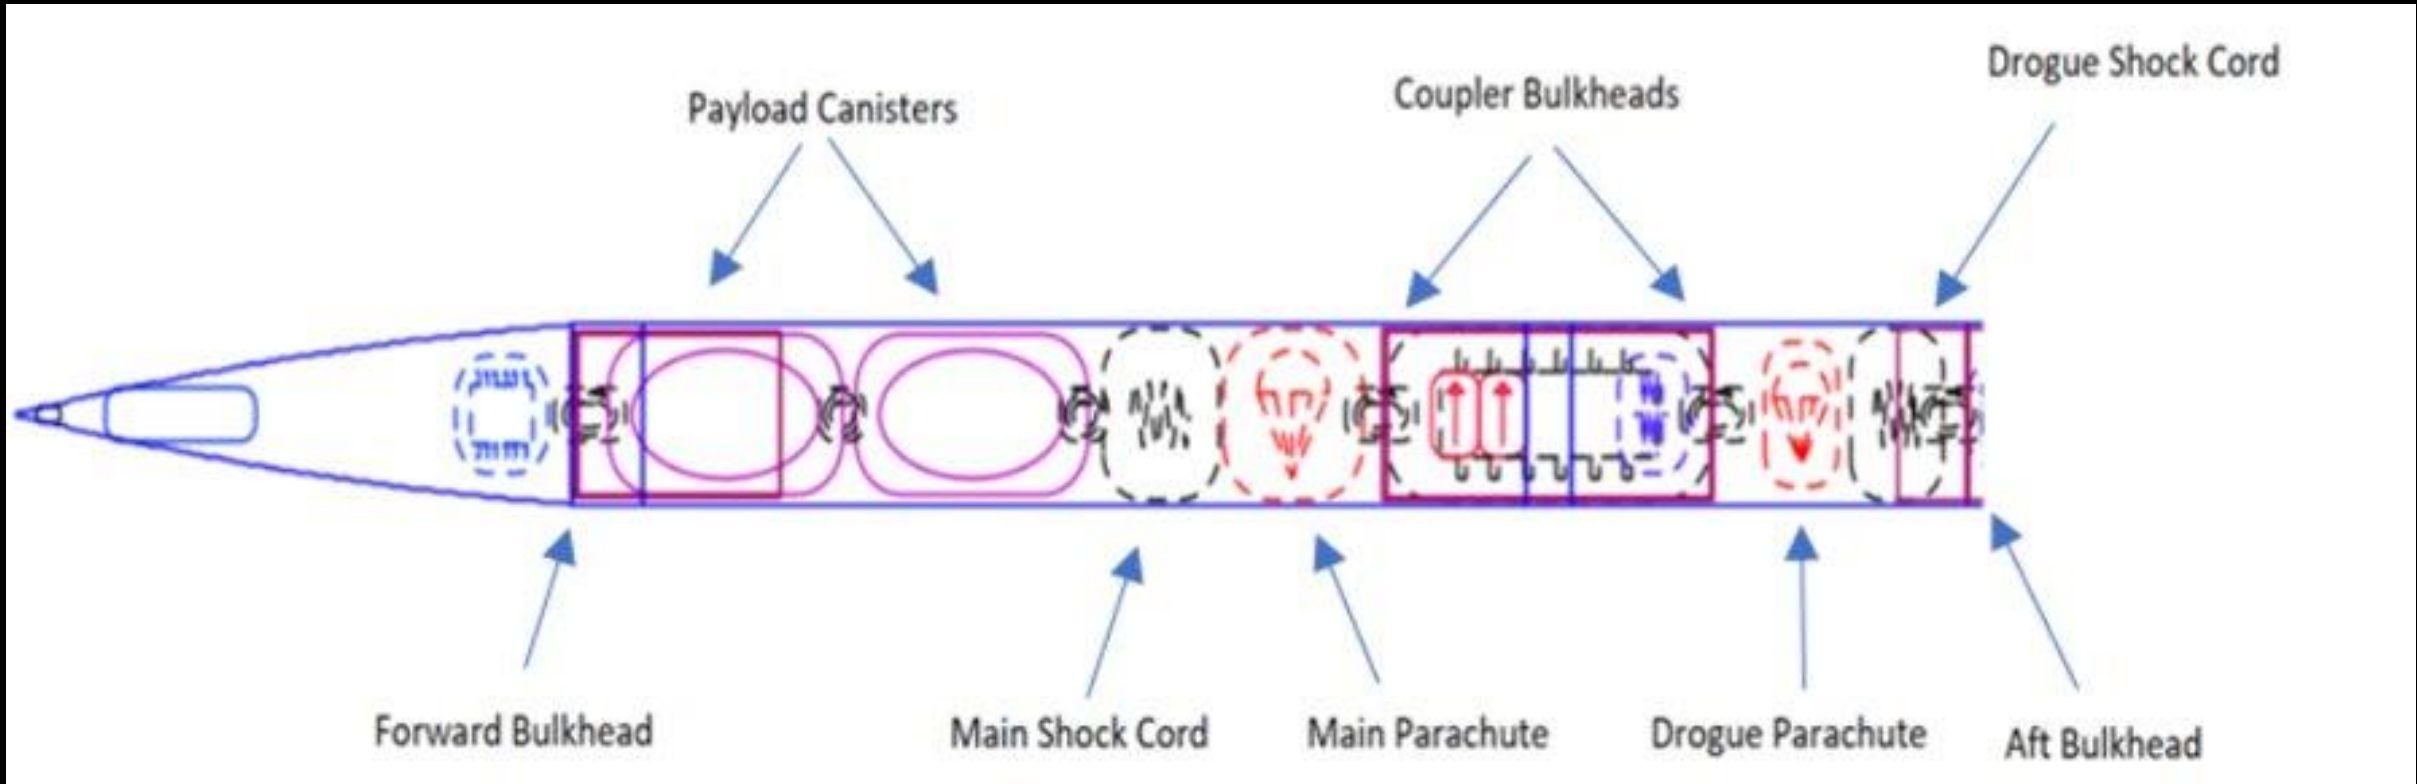 Drogue Shock Cord
Coupler Bulkheads
Payload Canisters
Forward Bulkhead
Main Shock Cord
Main Parachute
Drogue Parachute
Aft Bulkhead